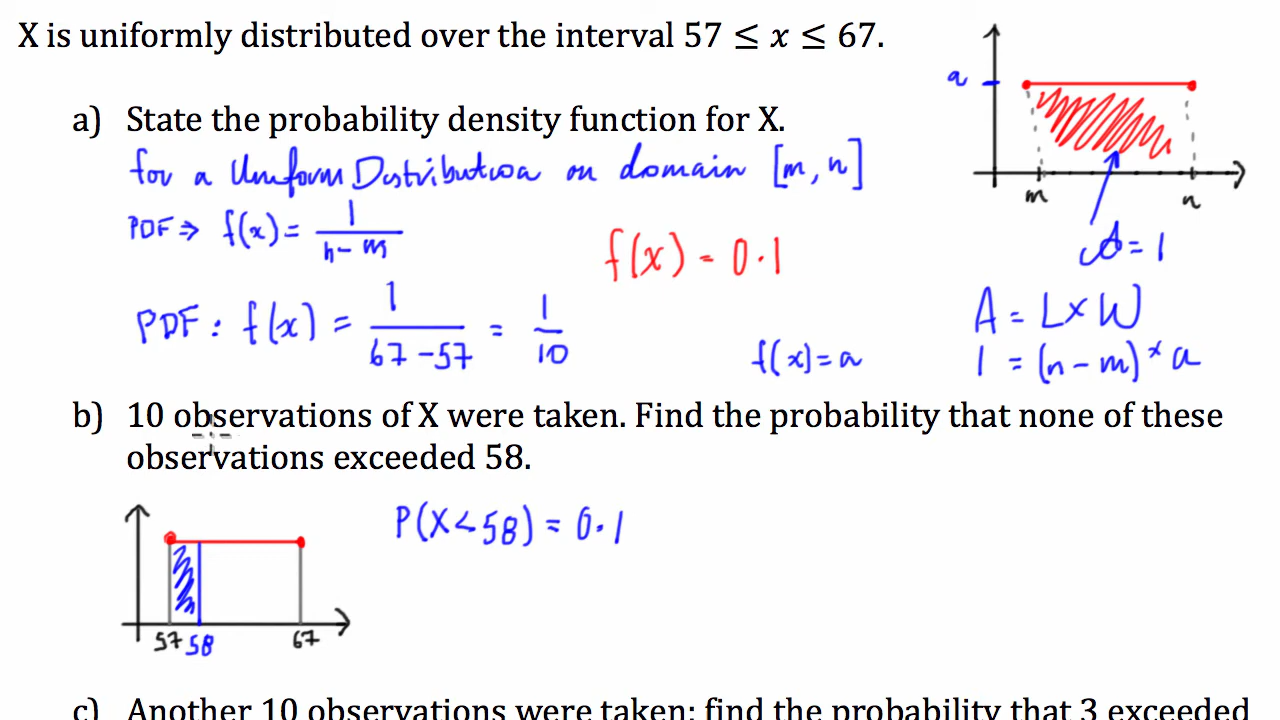 X is uniformly distributed over the interval 57 ≤ x ≤ 67.
a) State the probability density function for X.
for a Uniform Distribution on domain [m, n]
PDF ⇒ f(x) = 1/(n - m)
f(x) = 0.1
PDF : f(x) = 1/(67 - 57) = 1/10
f(x) = a
a
m n
A = 1
A = L × W
1 = (n - m) × a
b) 10 observations of X were taken. Find the probability that none of these
observations exceeded 58.
P(X < 58) = 0.1
57 58 67
c) Another 10 observations were taken; find the probability that 3 exceeded